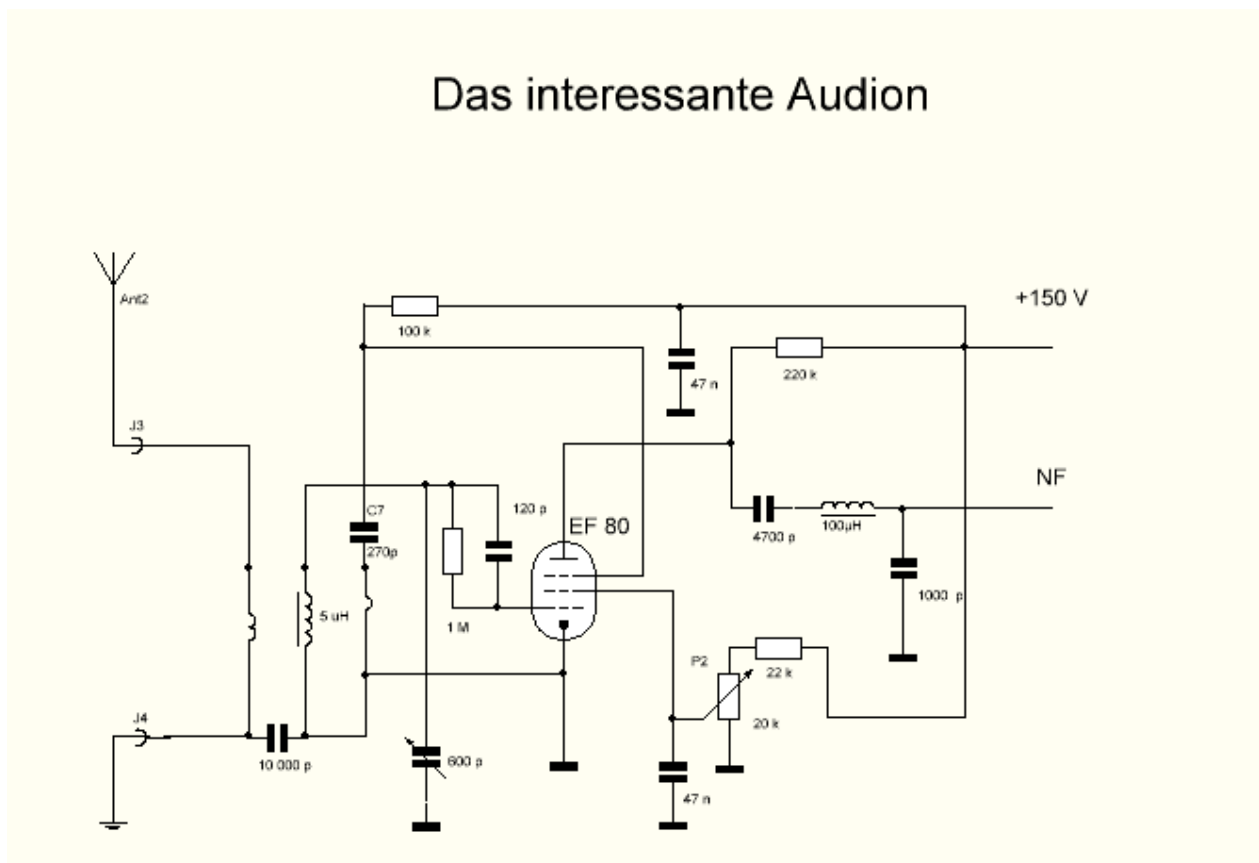 Das interessante Audion
Ant2
+150 V
100 k
47 n
220 k
J3
NF
C7
120 p
EF 80
270p
4700 p
100µH
1000 p
5 uH
1 M
P2
22 k
20 k
J4
10 000 p
600 p
47 n